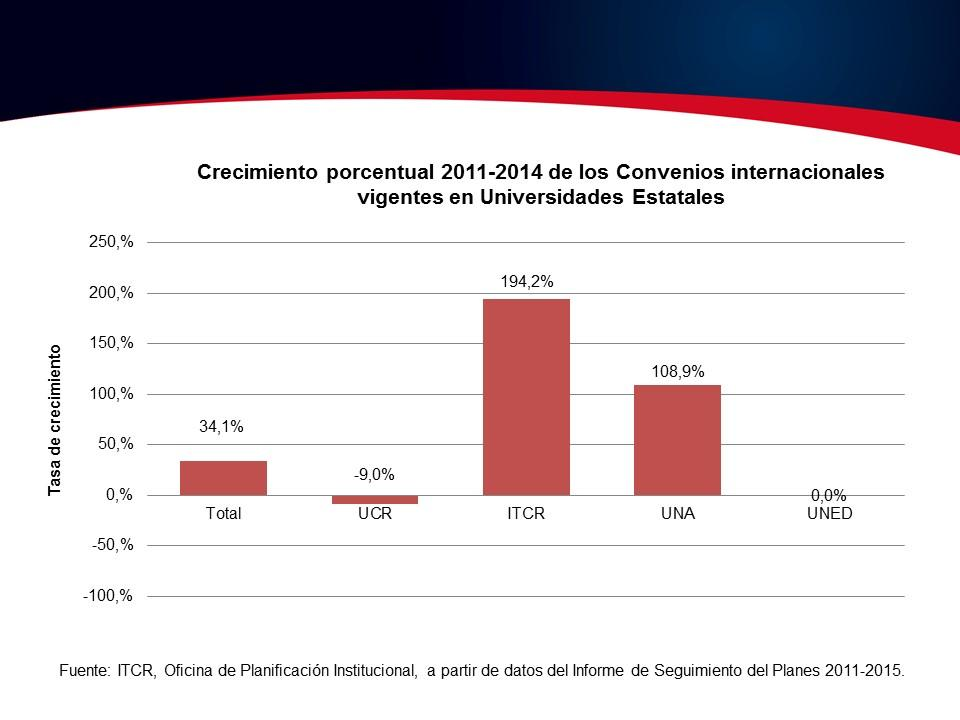 Crecimiento porcentual 2011-2014 de los Convenios internacionales
vigentes en Universidades Estatales
Tasa de crecimiento
250,%
200,%
150,%
100,%
50,%
0,%
-50,%
-100,%
34,1%
-9,0%
194,2%
108,9%
0,0%
Total UCR ITCR UNA UNED
Fuente: ITCR, Oficina de Planificación Institucional, a partir de datos del Informe de Seguimiento del Planes 2011-2015.